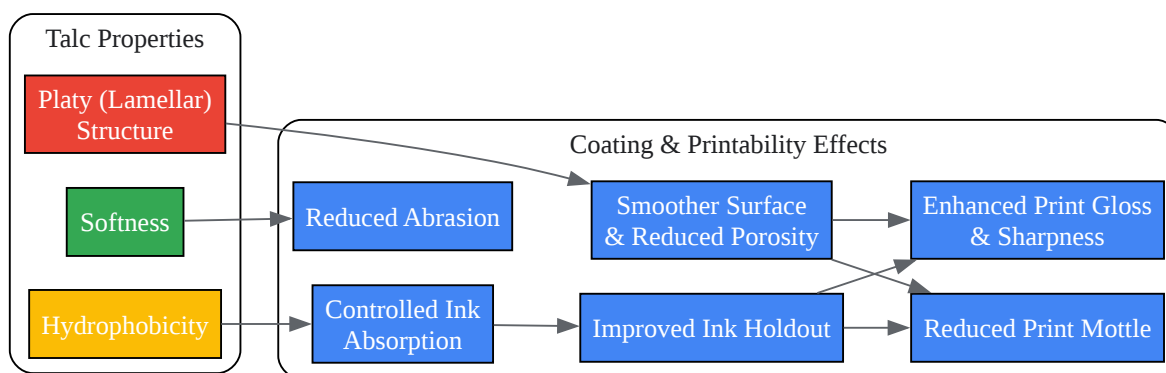 Talc Properties
Platy (Lamellar)
Structure
Softness
Hydrophobicity
Coating & Printability Effects
Reduced Abrasion
Smoother Surface
& Reduced Porosity
Enhanced Print Gloss
& Sharpness
Controlled Ink
Absorption
Improved Ink Holdout
Reduced Print Mottle